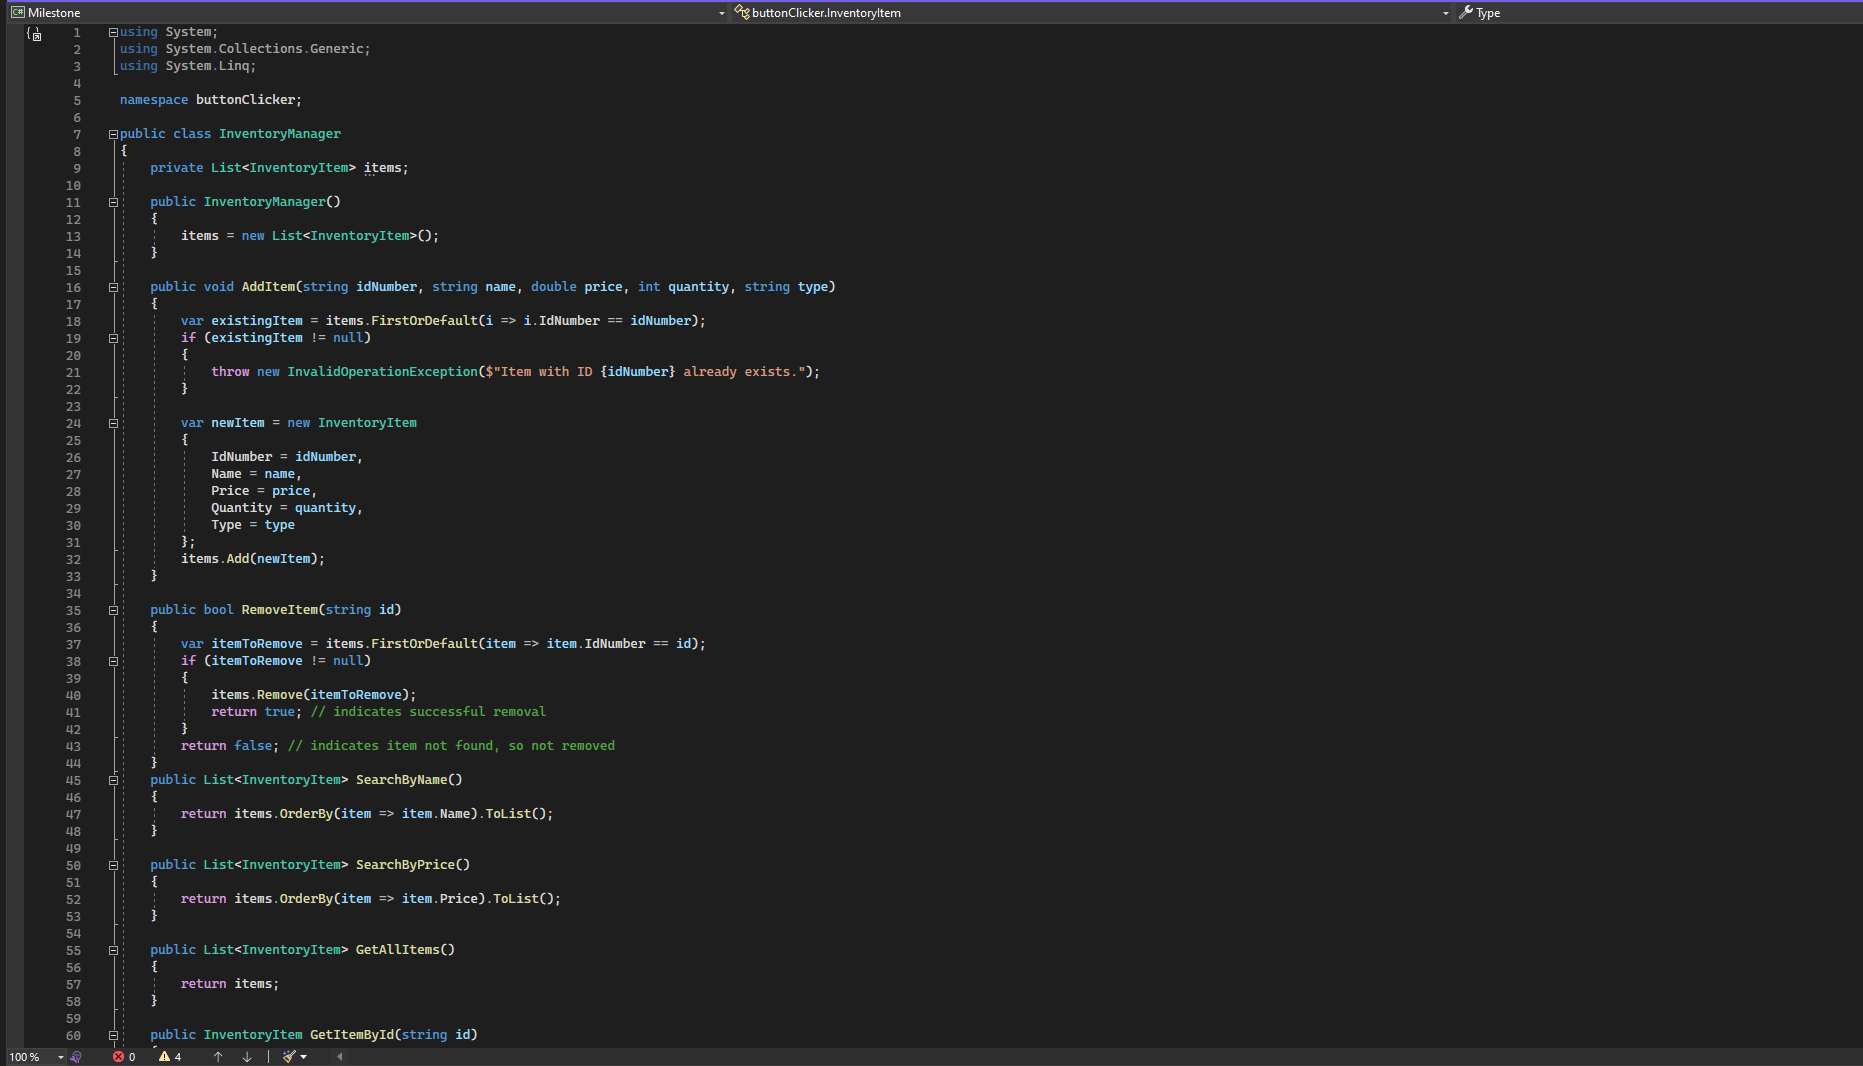 Milestone buttonClicker.InventoryItem Type
1 using System;
2 using System.Collections.Generic;
3 using System.Linq;
4
5 namespace buttonClicker;
6
7 public class InventoryManager
8 {
9 private List<InventoryItem> items;
10
11 public InventoryManager()
12 {
13 items = new List<InventoryItem>();
14 }
15
16 public void AddItem(string idNumber, string name, double price, int quantity, string type)
17 {
18 var existingItem = items.FirstOrDefault(i => i.IdNumber == idNumber);
19 if (existingItem != null)
20 {
21 throw new InvalidOperationException($"Item with ID {idNumber} already exists.");
22 }
23
24 var newItem = new InventoryItem
25 {
26 IdNumber = idNumber,
27 Name = name,
28 Price = price,
29 Quantity = quantity,
30 Type = type
31 };
32 items.Add(newItem);
33 }
34
35 public bool RemoveItem(string id)
36 {
37 var itemToRemove = items.FirstOrDefault(item => item.IdNumber == id);
38 if (itemToRemove != null)
39 {
40 items.Remove(itemToRemove);
41 return true; // indicates successful removal
42 }
43 return false; // indicates item not found, so not removed
44 }
45 public List<InventoryItem> SearchByName()
46 {
47 return items.OrderBy(item => item.Name).ToList();
48 }
49
50 public List<InventoryItem> SearchByPrice()
51 {
52 return items.OrderBy(item => item.Price).ToList();
53 }
54
55 public List<InventoryItem> GetAllItems()
56 {
57 return items;
58 }
59
60 public InventoryItem GetItemById(string id)
100 % 0 4